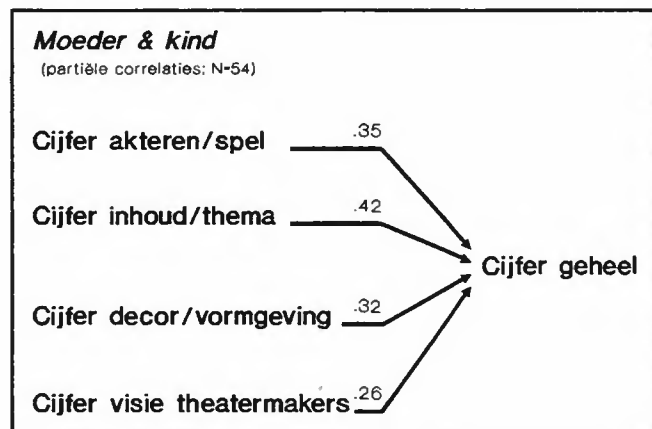 Moeder & kind
(partiële correlaties: N-54)
Cijfer akteren/spel .35
Cijfer inhoud/thema .42
Cijfer geheel
Cijfer decor/vormgeving .32
Cijfer visie theatermakers .26